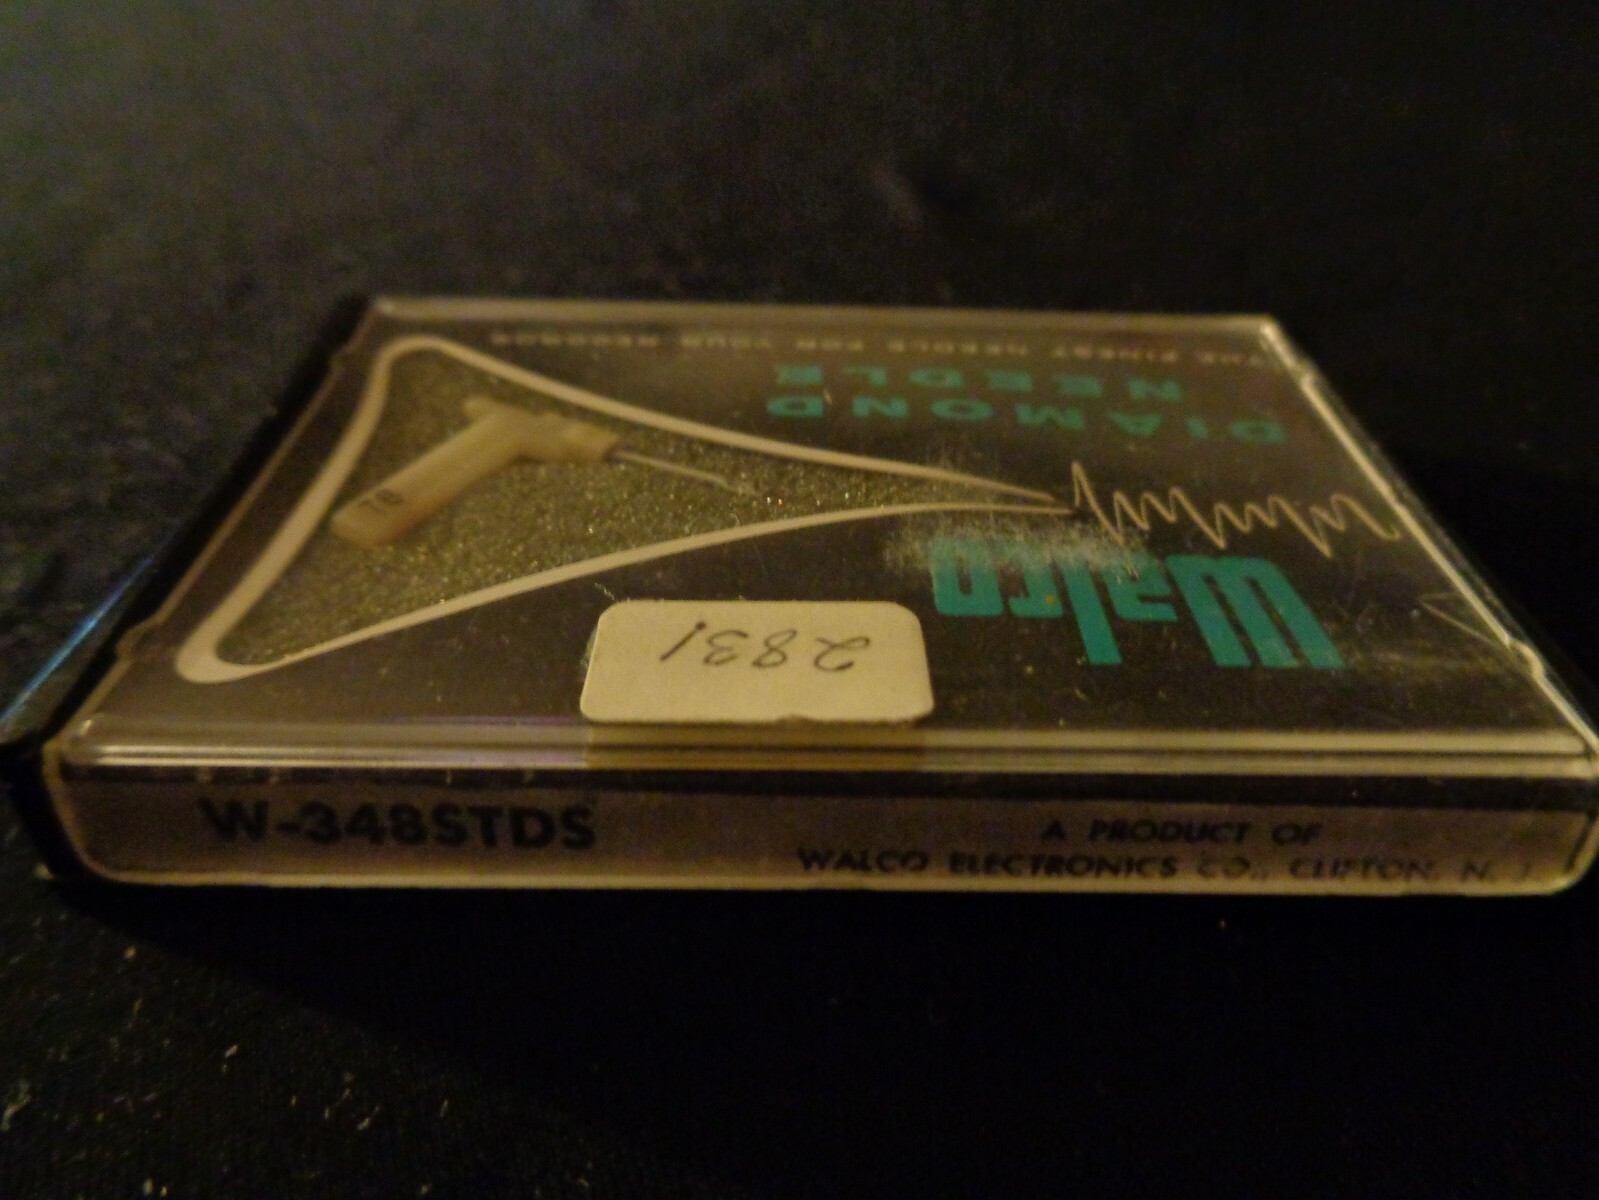 Walco
DIAMOND
NEEDLE
THE FINEST NEEDLE FOR YOUR RECORDS
78
2831
W-348STDS
A PRODUCT OF
WALCO ELECTRONICS CO., CLIFTON, N. J.